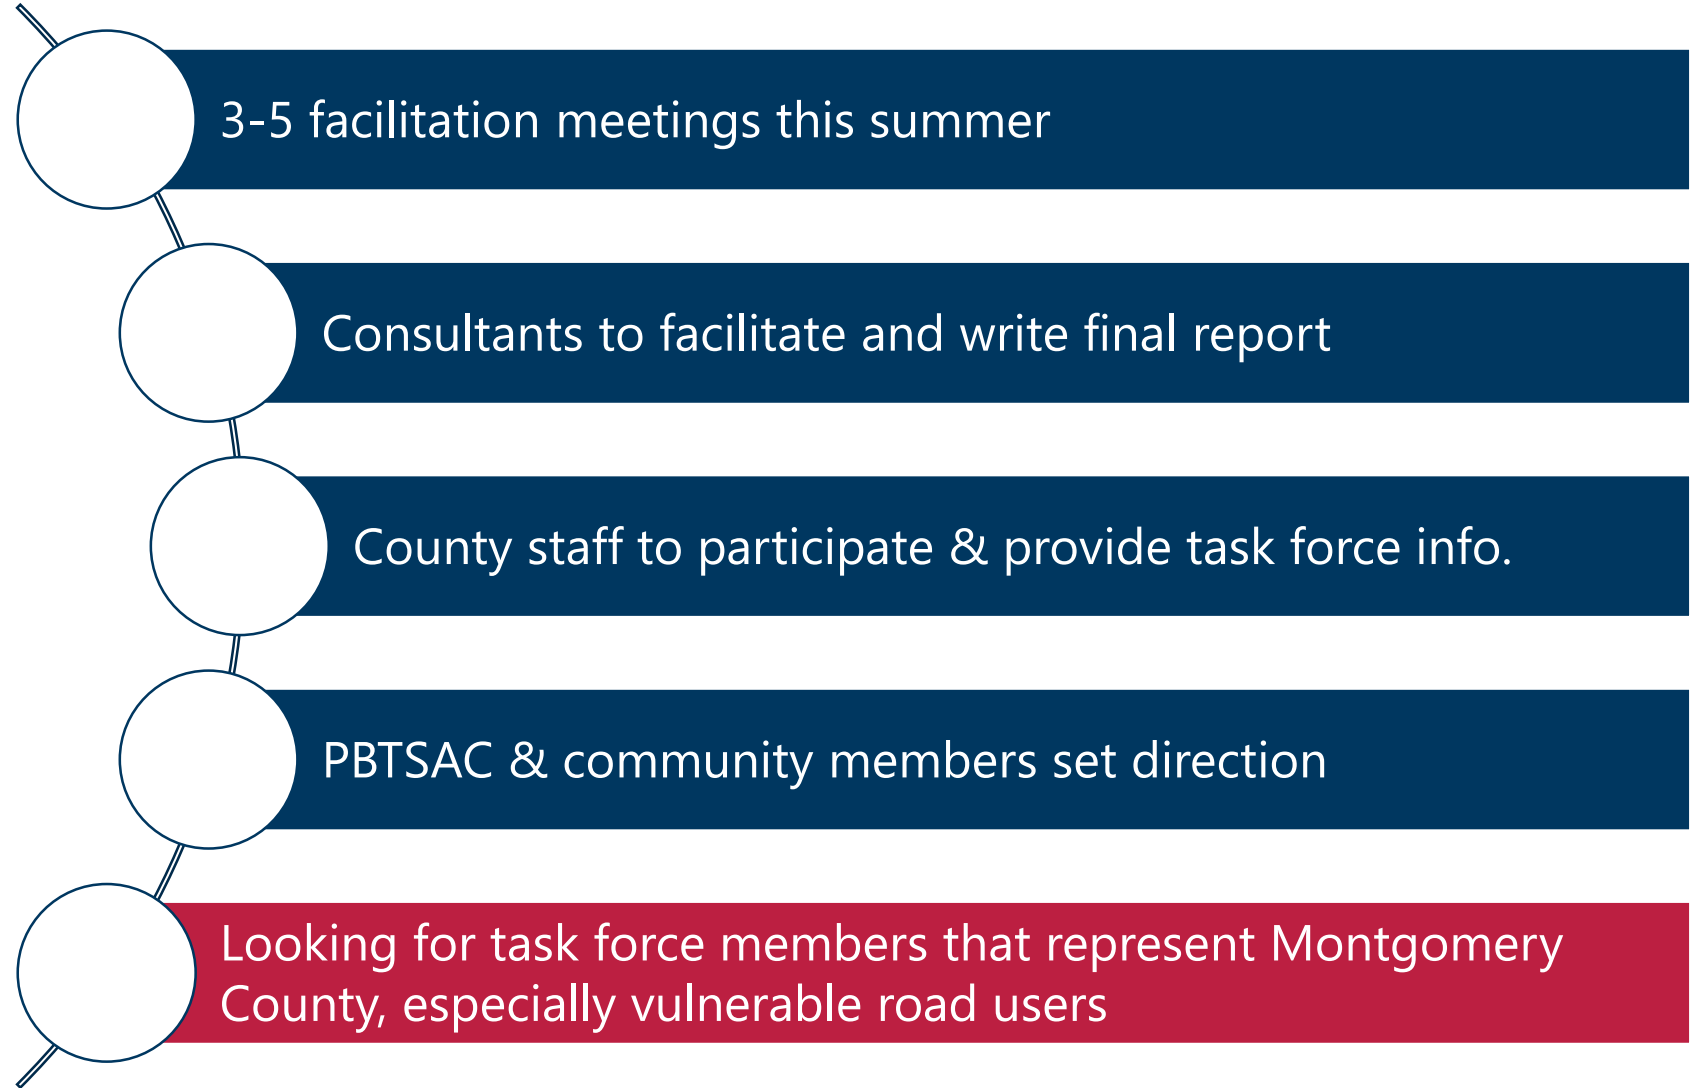 3-5 facilitation meetings this summer
Consultants to facilitate and write final report
County staff to participate & provide task force info.
PBTSAC & community members set direction
Looking for task force members that represent Montgomery
County, especially vulnerable road users